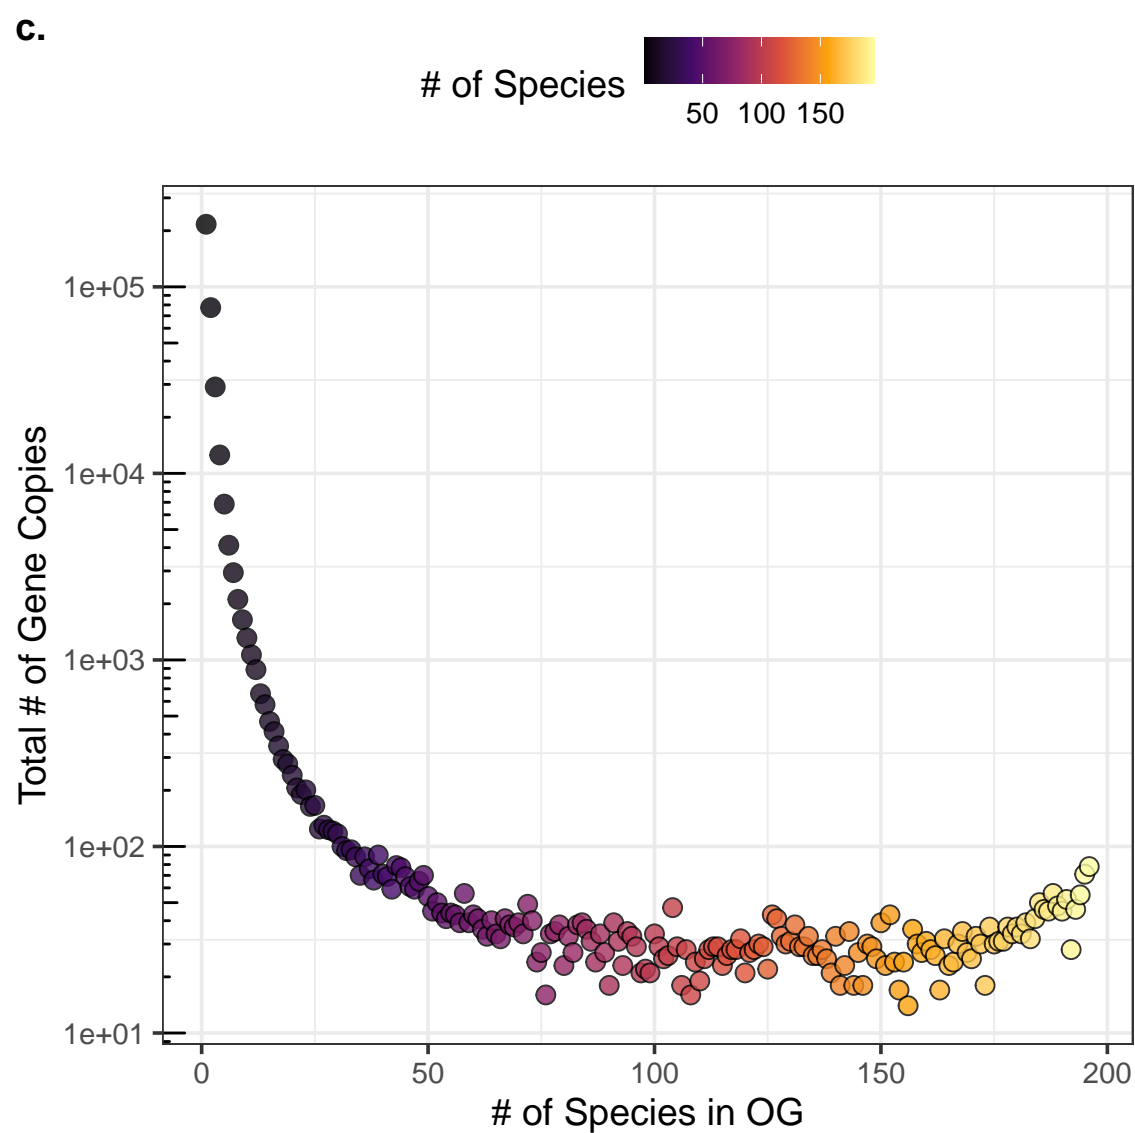 c.
# of Species
50 100 150
Total # of Gene Copies
1e+05
1e+04
1e+03
1e+02
1e+01
0 50 100 150 200
# of Species in OG